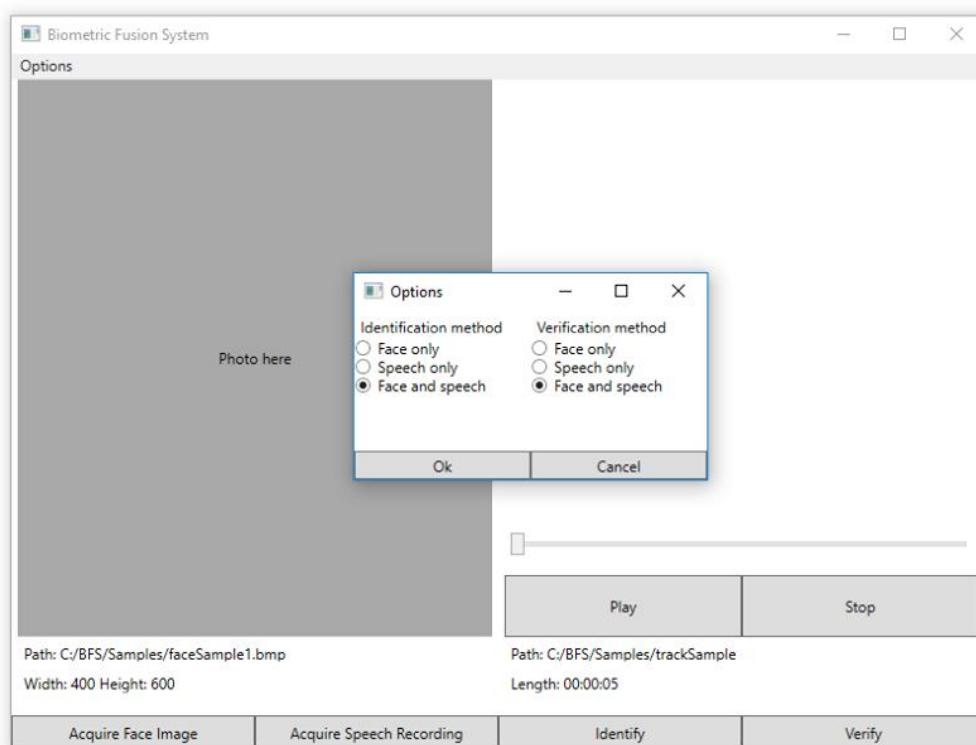 Biometric Fusion System
Options
Photo here
Options
Identification method
Face only
Speech only
Face and speech
Verification method
Face only
Speech only
Face and speech
Ok
Cancel
Play
Stop
Path: C:/BFS/Samples/faceSample1.bmp
Width: 400 Height: 600
Path: C:/BFS/Samples/trackSample
Length: 00:00:05
Acquire Face Image
Acquire Speech Recording
Identify
Verify